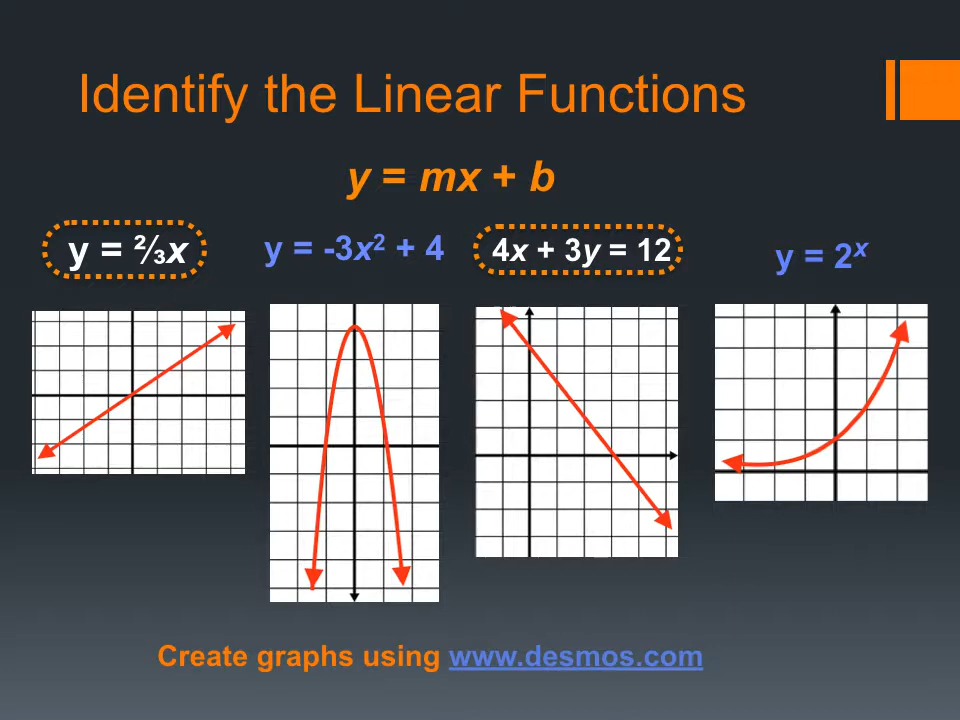 Identify the Linear Functions
y = mx + b
y = ⅔x
y = -3x² + 4
4x + 3y = 12
y = 2ˣ
Create graphs using www.desmos.com